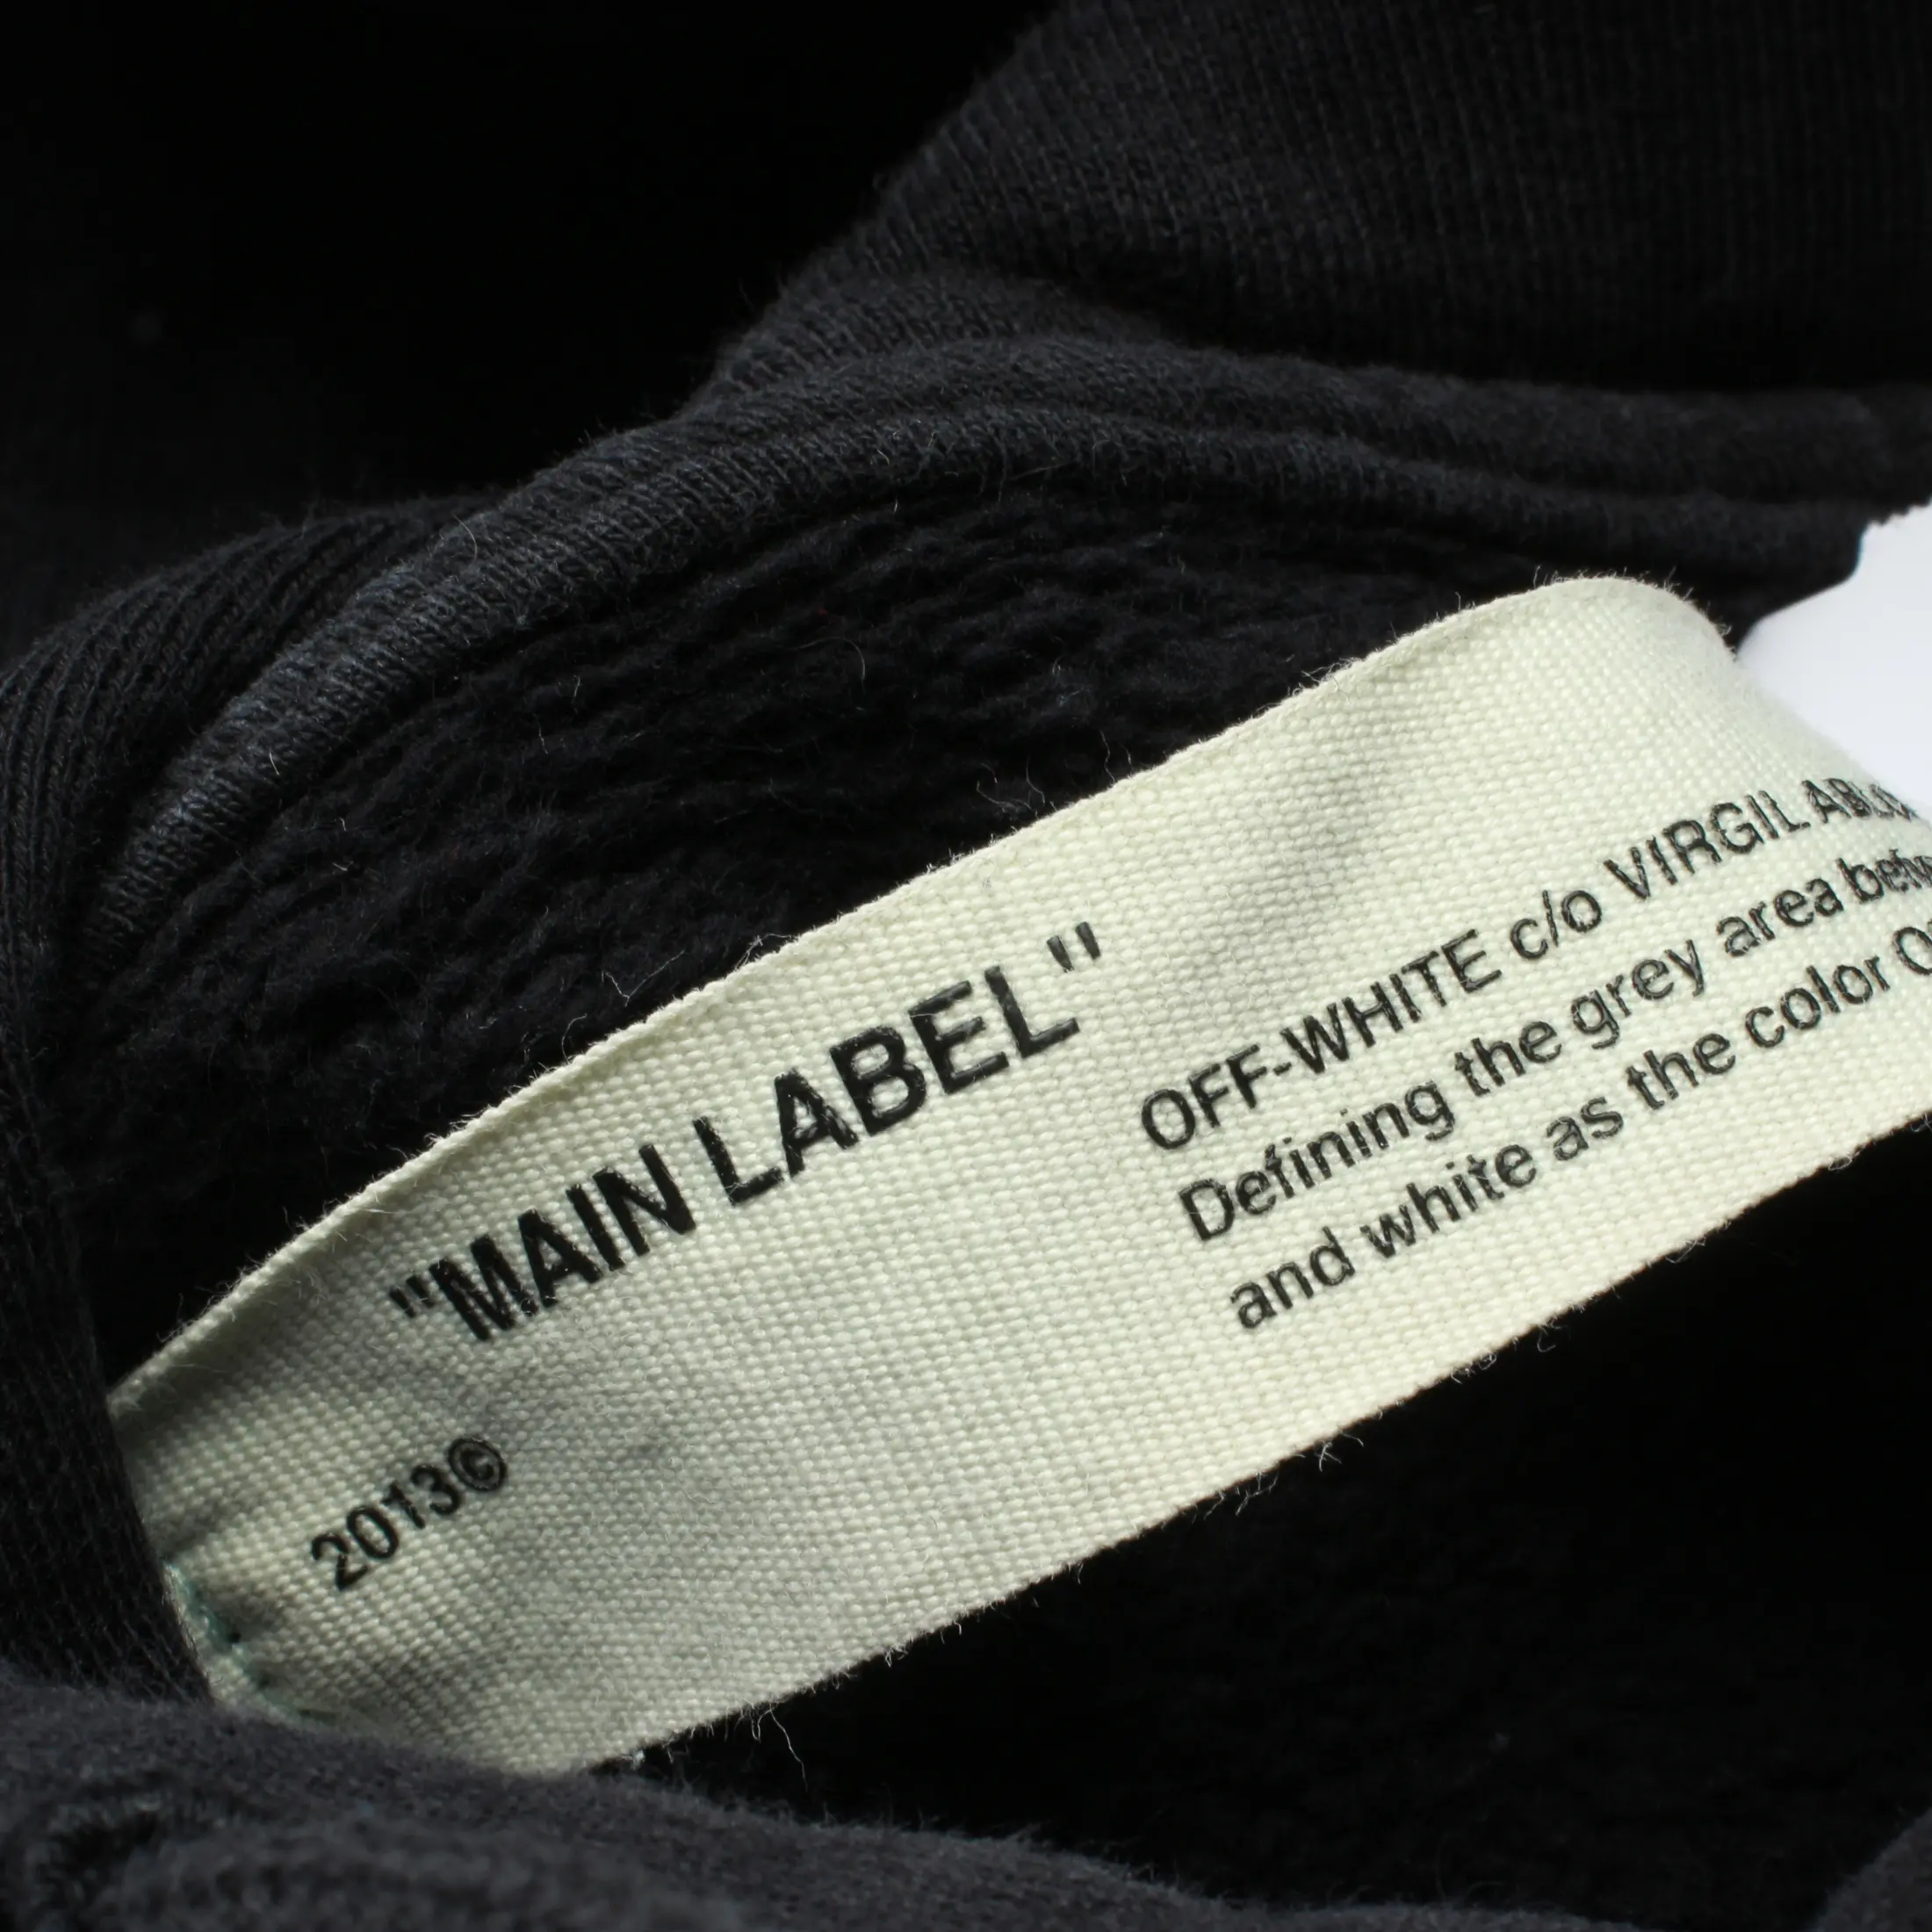 "MAIN LABEL"
OFF-WHITE c/o VIRGIL
Defining the grey area
and white as the color
2013©